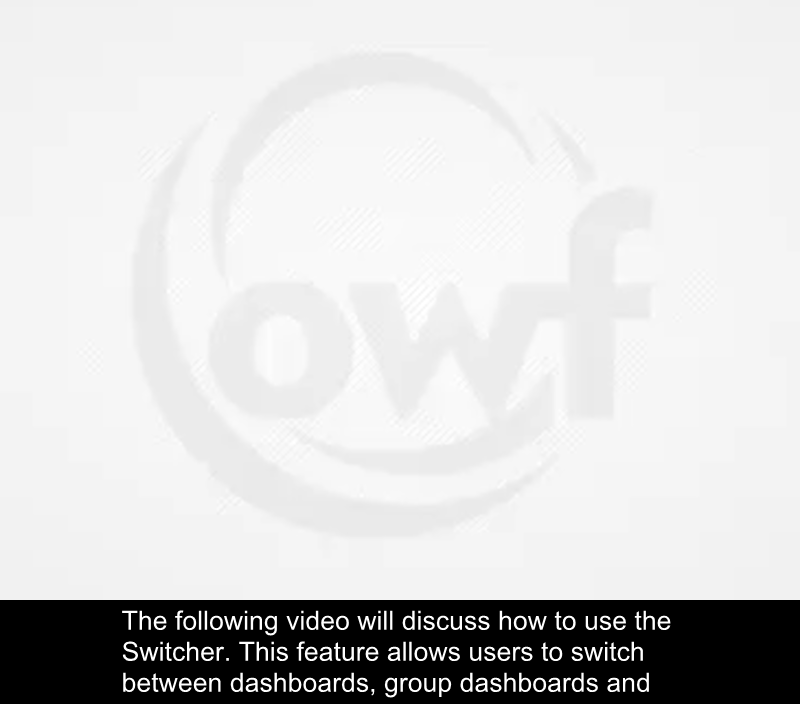 owf
The following video will discuss how to use the
Switcher. This feature allows users to switch
between dashboards, group dashboards and